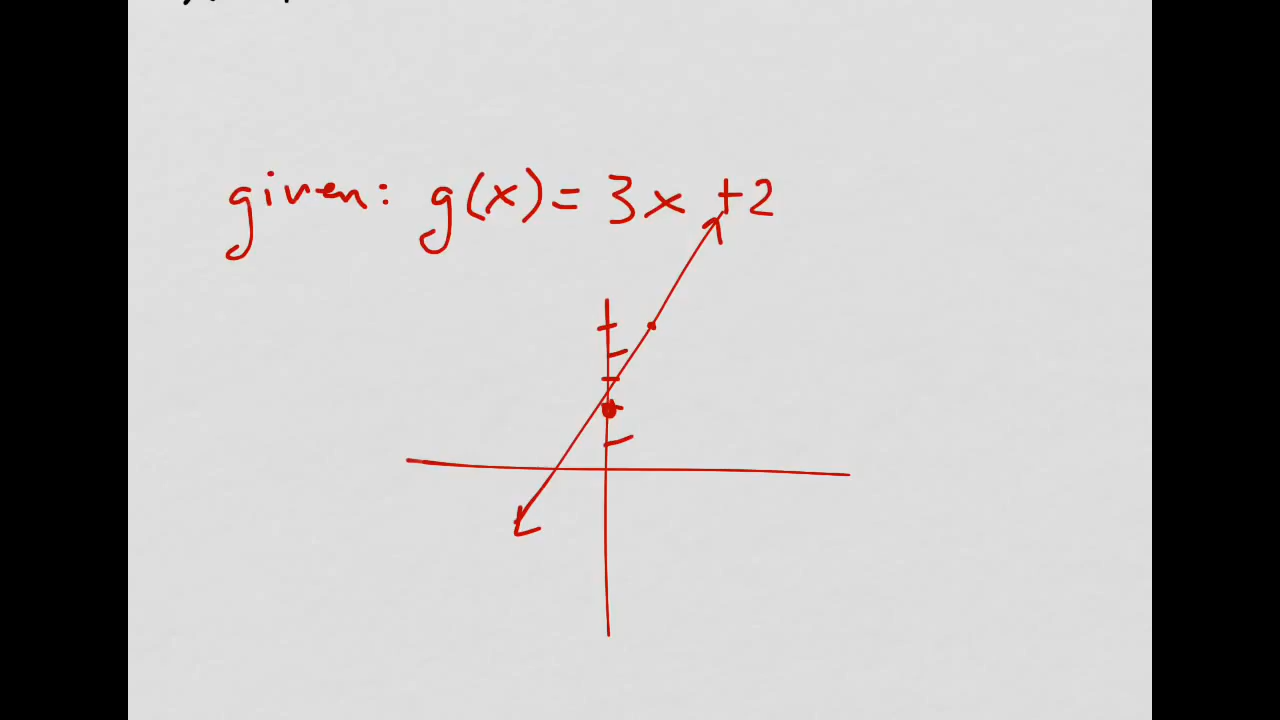 given: g(x) = 3x +2